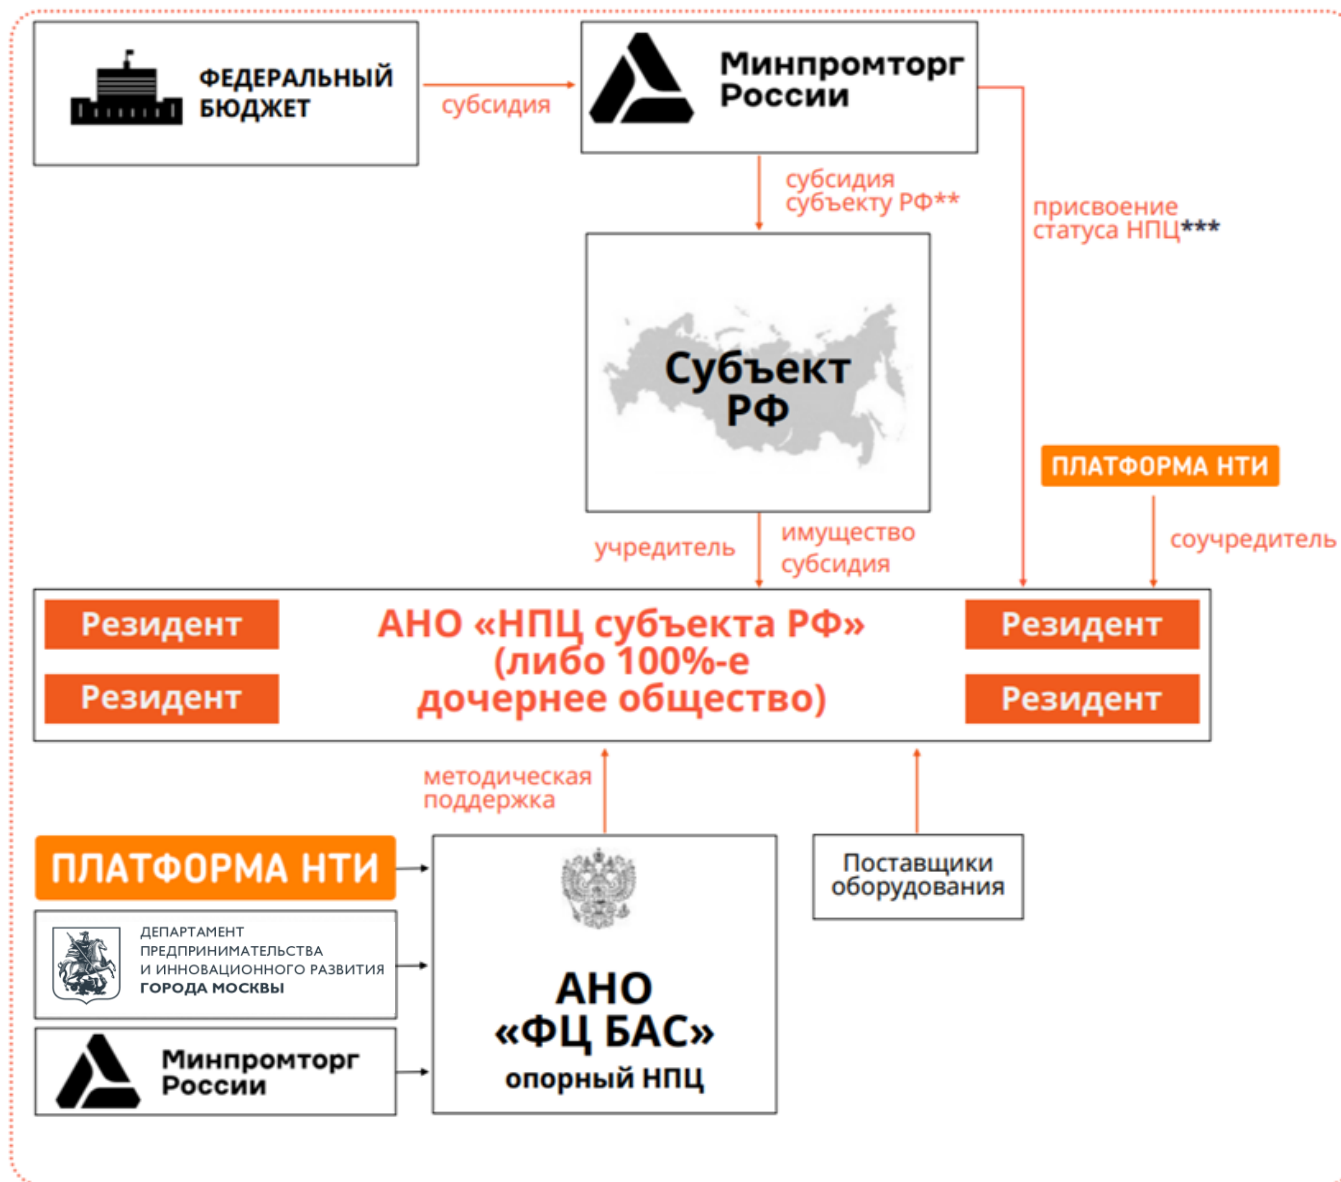 ФЕДЕРАЛЬНЫЙ
БЮДЖЕТ
субсидия
Минпромторг
России
субсидия
субъекту РФ**
присвоение
статуса НПЦ***
Субъект
РФ
ПЛАТФОРМА НТИ
учредитель
имущество
субсидия
соучредитель
Резидент
Резидент
АНО «НПЦ субъекта РФ»
(либо 100%-е
дочернее общество)
Резидент
Резидент
методическая
поддержка
ПЛАТФОРМА НТИ
ДЕПАРТАМЕНТ
ПРЕДПРИНИМАТЕЛЬСТВА
И ИННОВАЦИОННОГО РАЗВИТИЯ
ГОРОДА МОСКВЫ
Минпромторг
России
АНО
«ФЦ БАС»
опорный НПЦ
Поставщики
оборудования